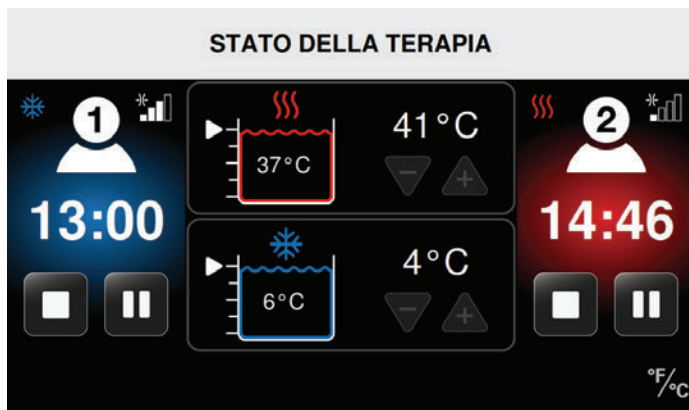 STATO DELLA TERAPIA
1
13:00
37°C
41°C
6°C
4°C
2
14:46
°F/°C